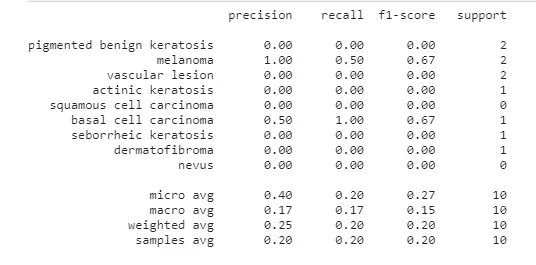 precision recall f1-score support
pigmented benign keratosis 0.00 0.00 0.00 2
melanoma 1.00 0.50 0.67 2
vascular lesion 0.00 0.00 0.00 2
actinic keratosis 0.00 0.00 0.00 1
squamous cell carcinoma 0.00 0.00 0.00 0
basal cell carcinoma 0.50 1.00 0.67 1
seborrheic keratosis 0.00 0.00 0.00 1
dermatofibroma 0.00 0.00 0.00 1
nevus 0.00 0.00 0.00 0
micro avg 0.40 0.20 0.27 10
macro avg 0.17 0.17 0.15 10
weighted avg 0.25 0.20 0.20 10
samples avg 0.20 0.20 0.20 10